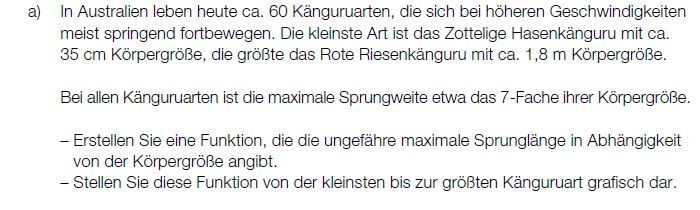 a) In Australien leben heute ca. 60 Känguruarten, die sich bei höheren Geschwindigkeiten
meist springend fortbewegen. Die kleinste Art ist das Zottelige Hasenkänguru mit ca.
35 cm Körpergröße, die größte das Rote Riesenkänguru mit ca. 1,8 m Körpergröße.
Bei allen Känguruarten ist die maximale Sprungweite etwa das 7-Fache ihrer Körpergröße.
– Erstellen Sie eine Funktion, die die ungefähre maximale Sprunglänge in Abhängigkeit
von der Körpergröße angibt.
– Stellen Sie diese Funktion von der kleinsten bis zur größten Känguruart grafisch dar.